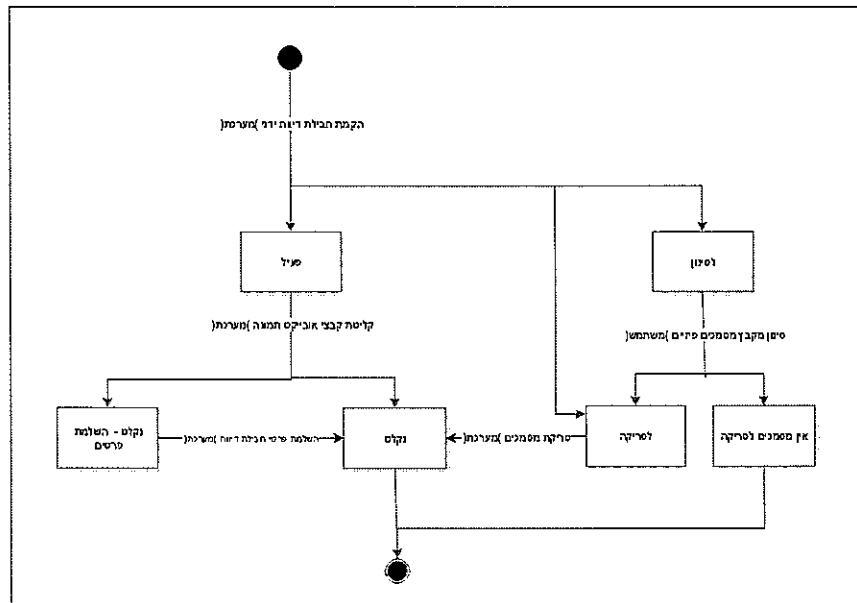 הקמת חבילת דיווח ידני )מערכת(
פעיל
לסינון
קליטת קבצי אובייקט תמונה )מערכת(
סינון מקבץ מסמכים פיזיים )משתמש(
נקלט - השלמת
פרטים
השלמת פרטי חבילת דיווח )מערכת(
נקלט
סריקת מסמכים )מערכת(
לסריקה
אין מסמכים לסריקה